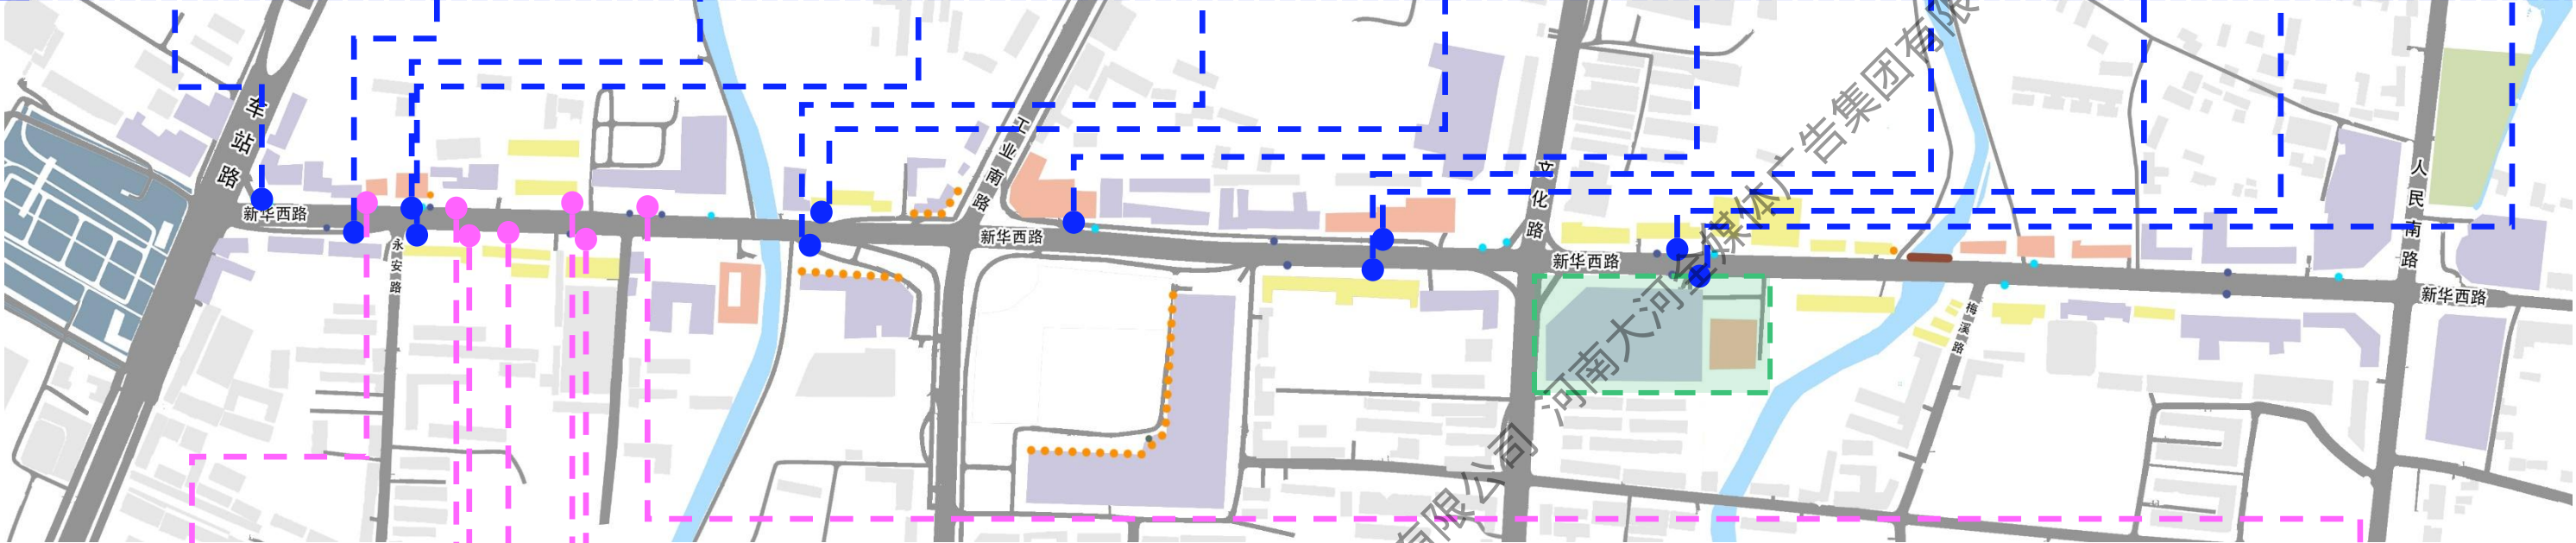 车站路
新华西路
永安路
工业南路
新华西路
文化路
新华西路
梅溪路
人民南路
新华西路
河南大河全媒体广告集团有限
有限公司